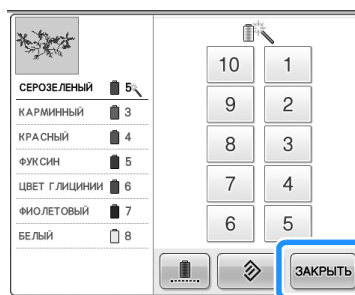 СЕРОЗЕЛЕНЫЙ 5
КАРМИННЫЙ 3
КРАСНЫЙ 4
ФУКСИН 5
ЦВЕТ ГЛИЦИНИИ 6
ФИОЛЕТОВЫЙ 7
БЕЛЫЙ 8
10 1
9 2
8 3
7 4
6 5
ЗАКРЫТЬ